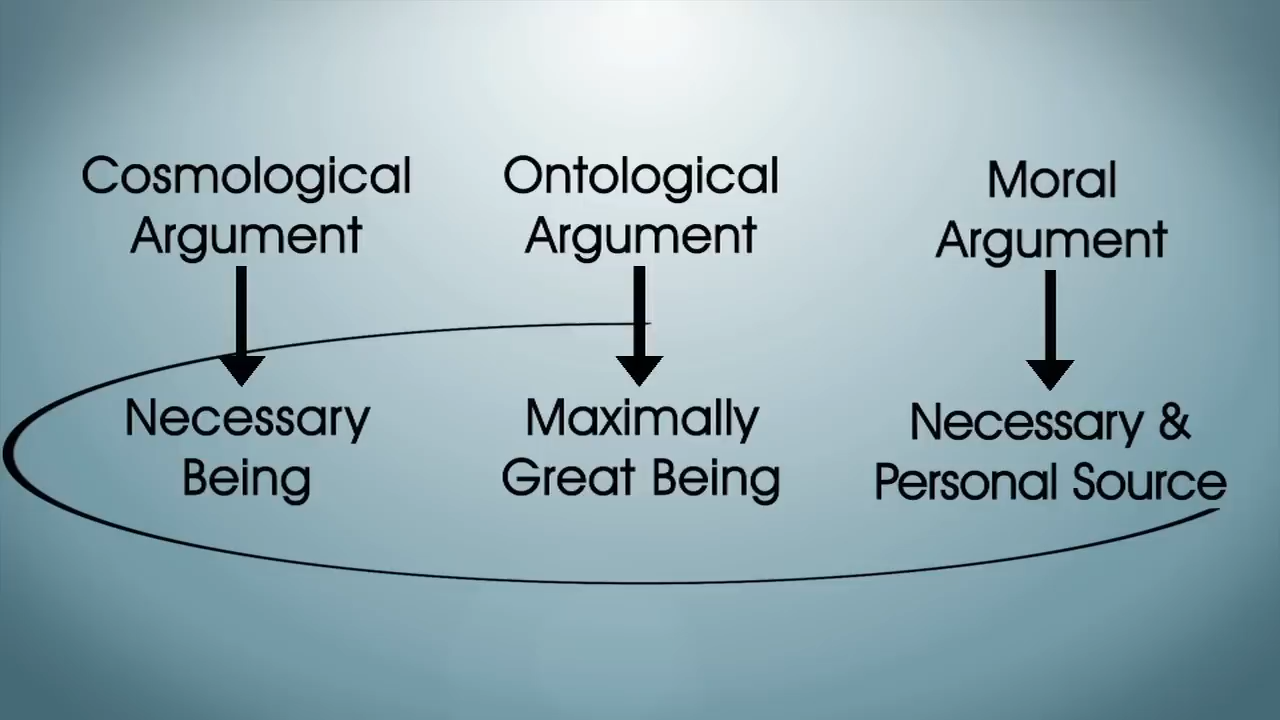 Cosmological
Argument
Necessary
Being
Ontological
Argument
Maximally
Great Being
Moral
Argument
Necessary &
Personal Source